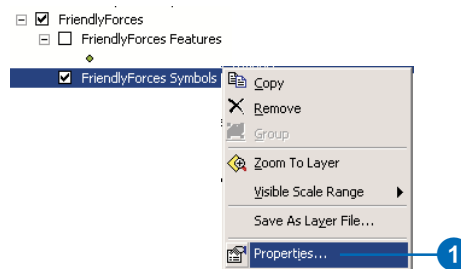 FriendlyForces
FriendlyForces Features
FriendlyForces Symbols
Copy
Remove
Group
Zoom To Layer
Visible Scale Range
Save As Layer File...
Properties...
1